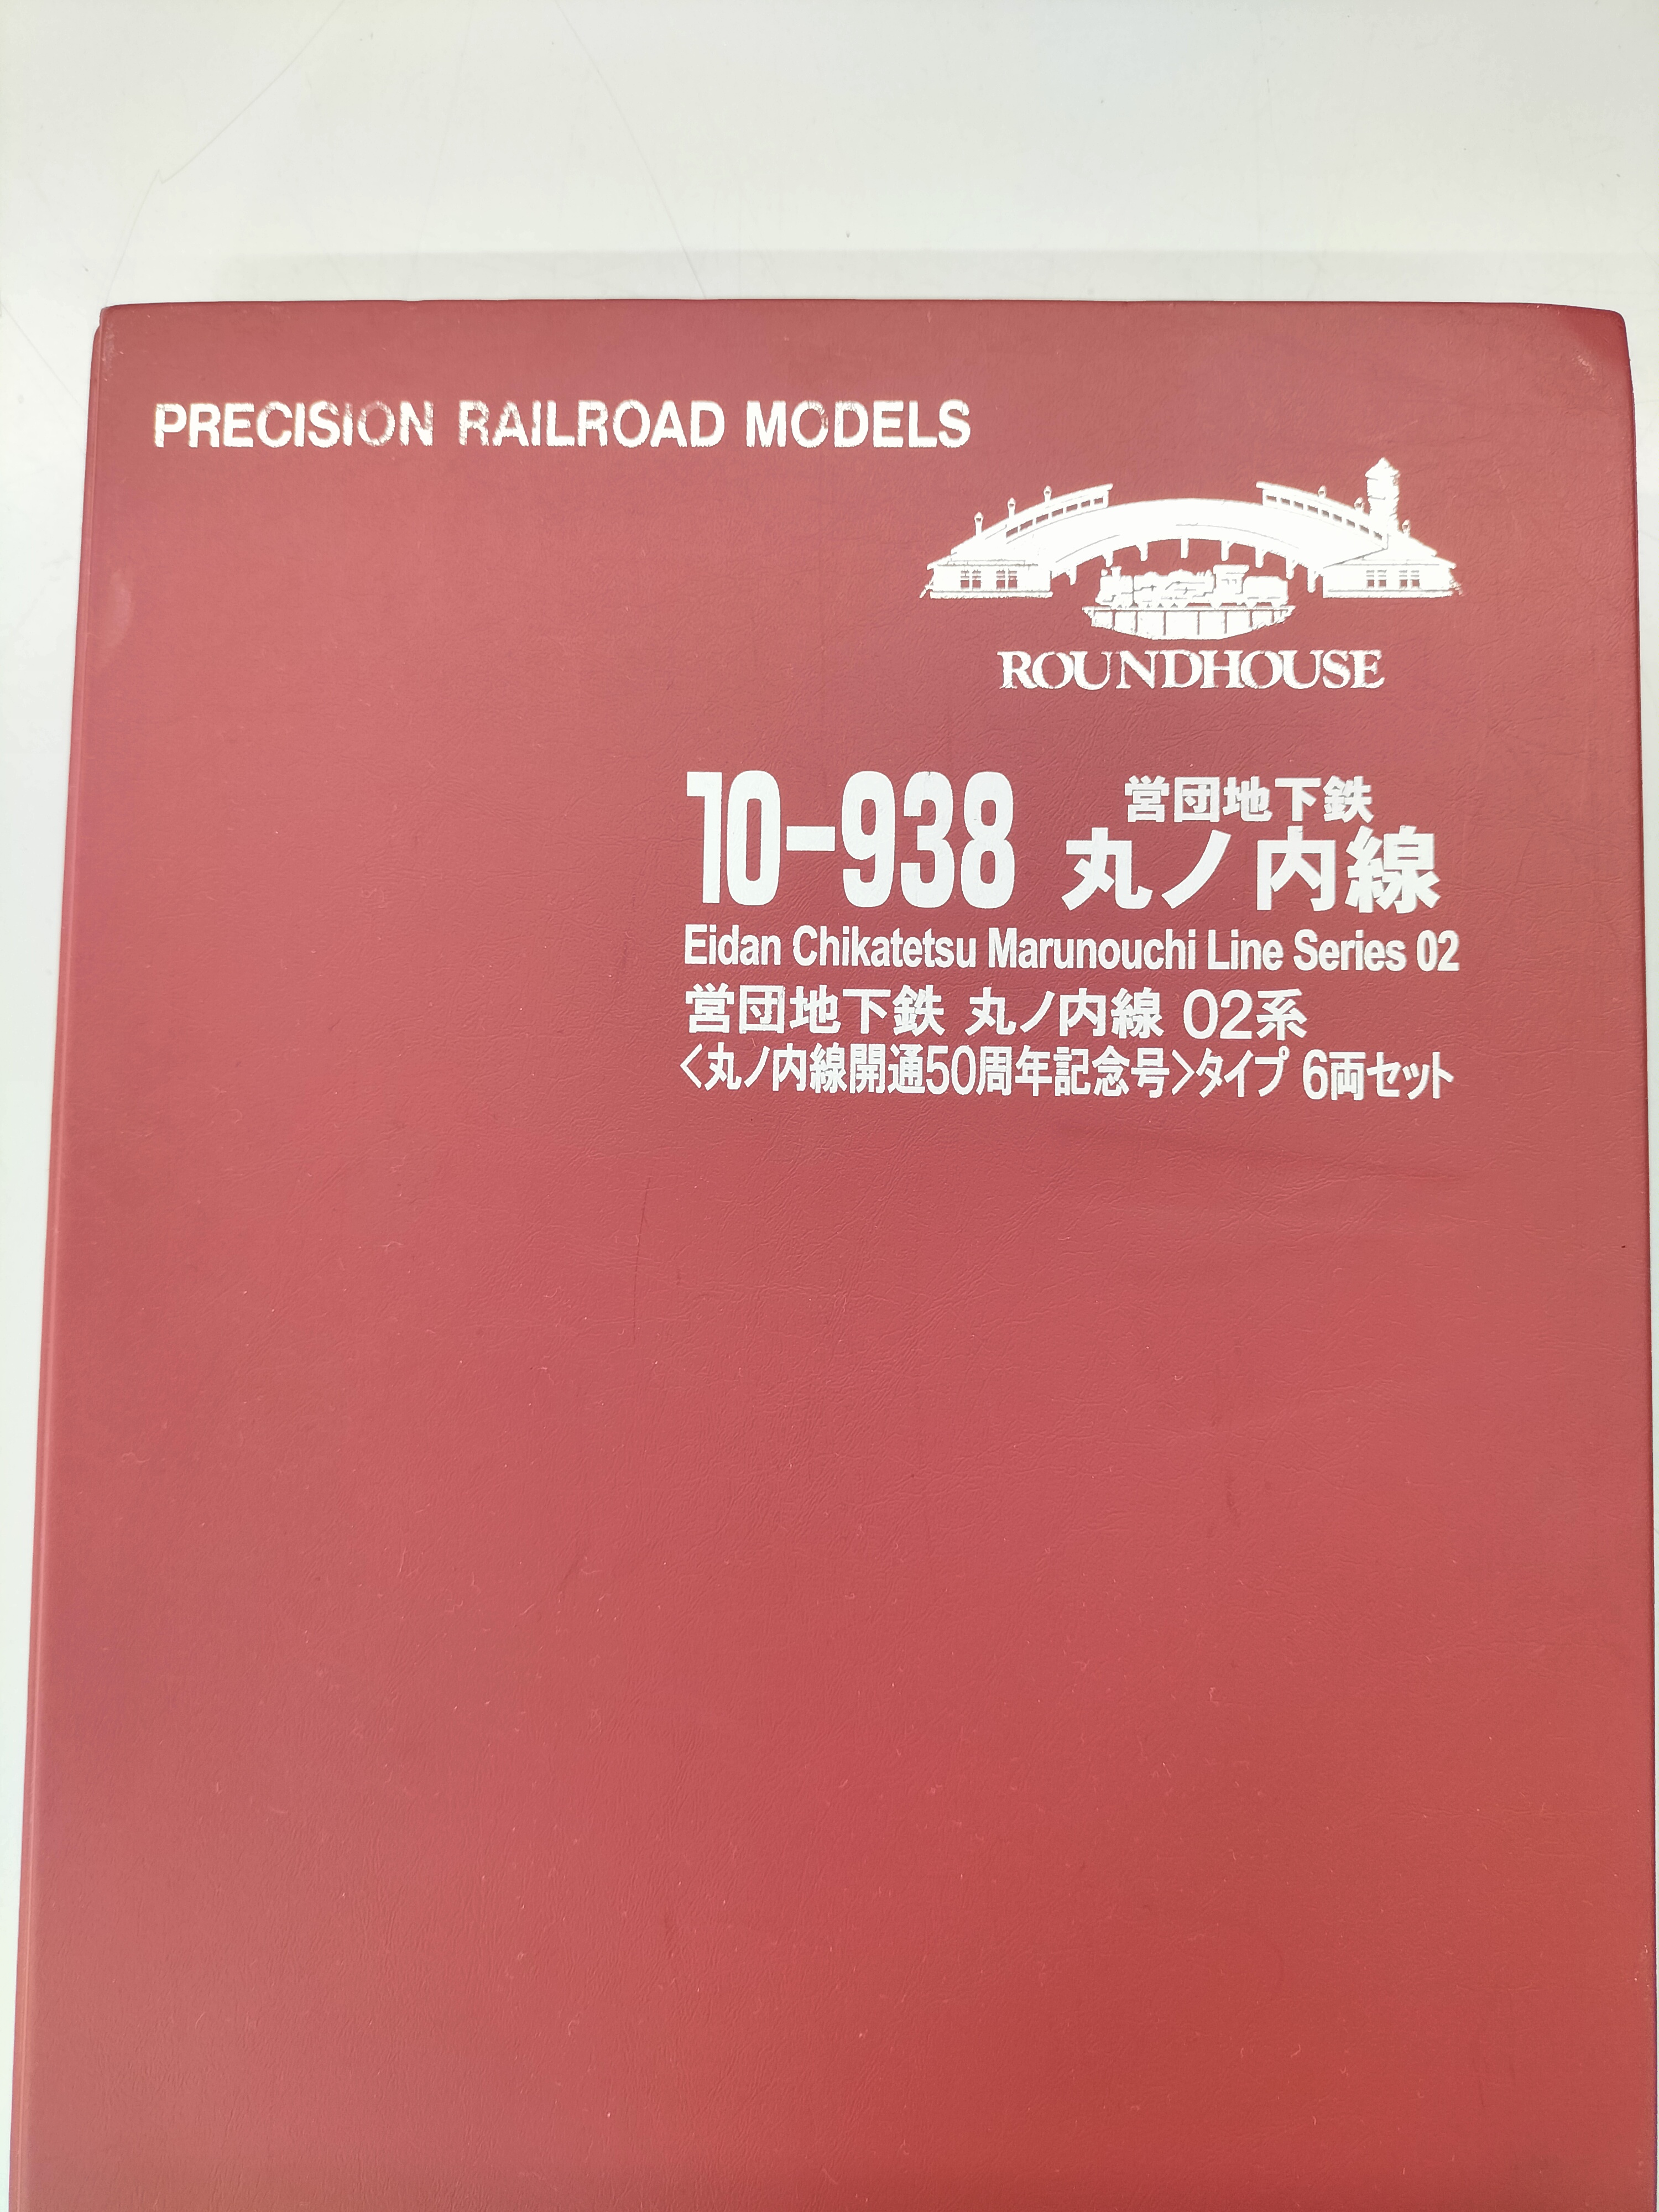 PRECISION RAILROAD MODELS
ROUNDHOUSE
10-938
営団地下鉄
丸ノ内線
Eidan Chikatetsu Marunouchi Line Series 02
営団地下鉄 丸ノ内線 02系
〈丸ノ内線開通50周年記念号〉タイプ 6両セット